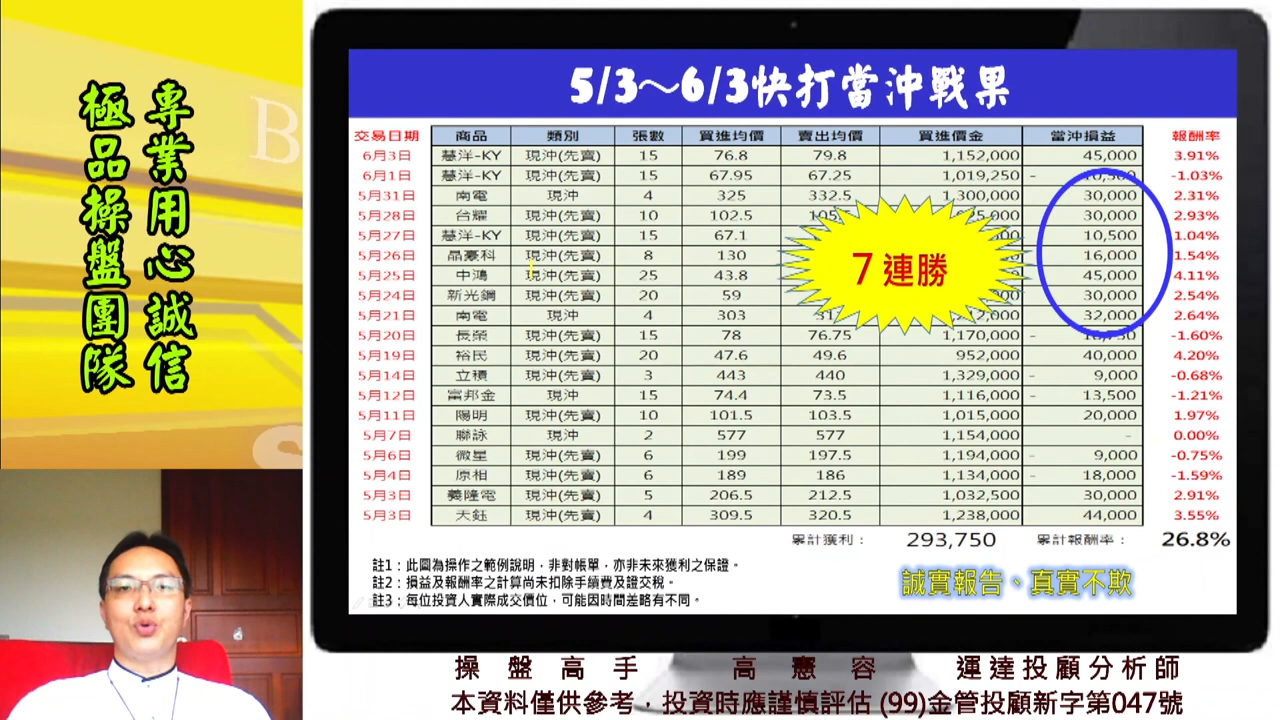 專業用心誠信
極品操盤團隊
B
S
5/3～6/3快打當沖戰果
交易日期 商品 類別 張數 買進均價 賣出均價 買進價金 當沖損益 報酬率
6月3日 慧洋-KY 現沖(先賣) 15 76.8 79.8 1,152,000 45,000 3.91%
6月1日 慧洋-KY 現沖(先賣) 15 67.95 67.25 1,019,250 - 10,500 -1.03%
5月31日 南電 現沖 4 325 332.5 1,300,000 30,000 2.31%
5月28日 台耀 現沖(先賣) 10 102.5 30,000 2.93%
5月27日 慧洋-KY 現沖(先賣) 15 67.1 10,500 1.04%
5月26日 晶豪科 現沖(先賣) 8 130 16,000 1.54%
5月25日 中鴻 現沖(先賣) 25 43.8 45,000 4.11%
5月24日 新光鋼 現沖(先賣) 20 59 30,000 2.54%
5月21日 南電 現沖 4 303 32,000 2.64%
5月20日 長榮 現沖(先賣) 15 78 76.75 1,170,000 - -1.60%
5月19日 裕民 現沖(先賣) 20 47.6 49.6 952,000 40,000 4.20%
5月14日 立積 現沖(先賣) 3 443 440 1,329,000 - 9,000 -0.68%
5月12日 富邦金 現沖 15 74.4 73.5 1,116,000 - 13,500 -1.21%
5月11日 陽明 現沖(先賣) 10 101.5 103.5 1,015,000 20,000 1.97%
5月7日 聯詠 現沖 2 577 577 1,154,000 - 0.00%
5月6日 微星 現沖(先賣) 6 199 197.5 1,194,000 - 9,000 -0.75%
5月4日 原相 現沖(先賣) 6 189 186 1,134,000 - 18,000 -1.59%
5月3日 義隆電 現沖(先賣) 5 206.5 212.5 1,032,500 30,000 2.91%
5月3日 天鈺 現沖(先賣) 4 309.5 320.5 1,238,000 44,000 3.55%
7連勝
累計獲利： 293,750 累計報酬率： 26.8%
註1：此圖為操作之範例說明，非對帳單，亦非未來獲利之保證。
註2：損益及報酬率之計算尚未扣除手續費及證交稅。
註3：每位投資人實際成交價位，可能因時間差略有不同。
誠實報告、真實不欺
操盤高手 高憲容 運達投顧分析師
本資料僅供參考，投資時應謹慎評估 (99)金管投顧新字第047號